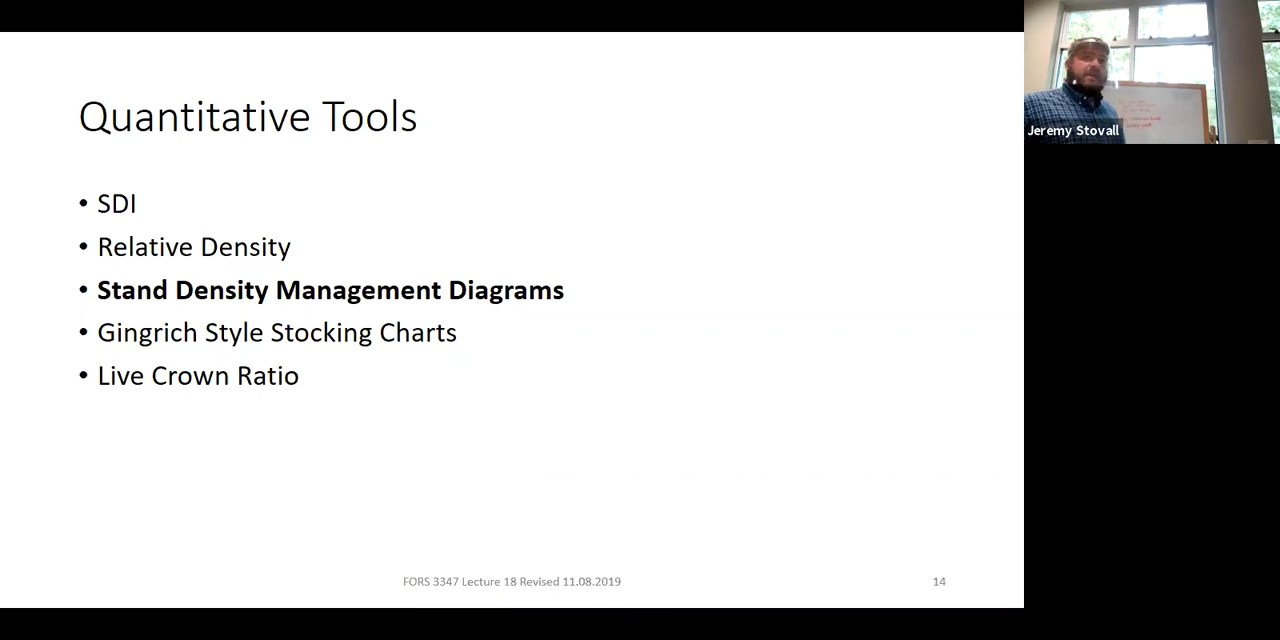 Quantitative Tools
• SDI
• Relative Density
• Stand Density Management Diagrams
• Gingrich Style Stocking Charts
• Live Crown Ratio
FORS 3347 Lecture 18 Revised 11.08.2019
14
Jeremy Stovall